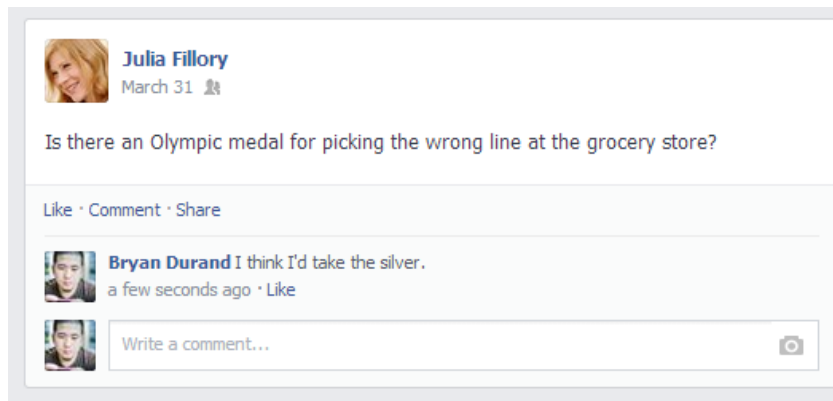 Julia Fillory
March 31
Is there an Olympic medal for picking the wrong line at the grocery store?
Like · Comment · Share
Bryan Durand I think I'd take the silver.
a few seconds ago · Like
Write a comment...